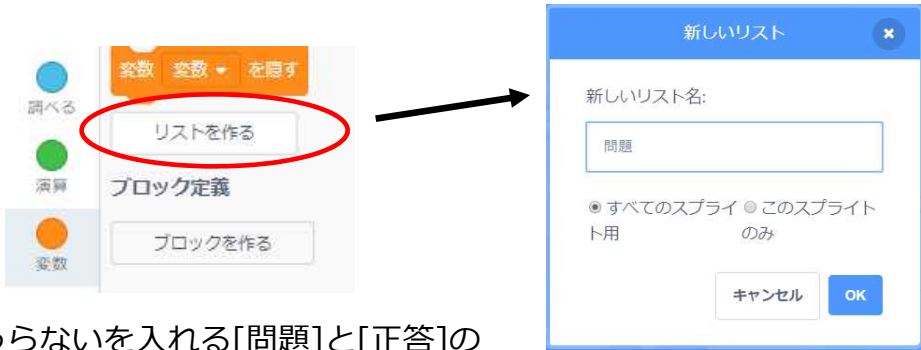 変数 変数 を隠す
調べる
リストを作る
演算
ブロック定義
ブロックを作る
変数
新しいリスト
新しいリスト名:
問題
すべてのスプライト用
このスプライトのみ
キャンセル
OK
らないを入れる[問題]と[正答]の